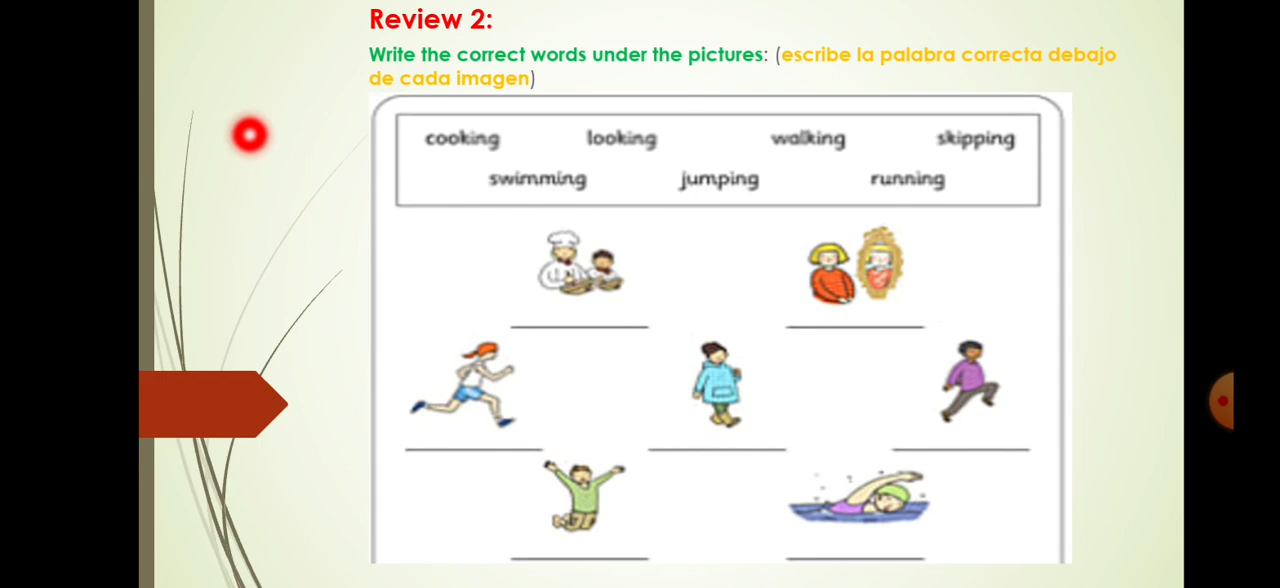 Review 2:
Write the correct words under the pictures: (escribe la palabra correcta debajo
de cada imagen)
cooking looking walking skipping
swimming jumping running